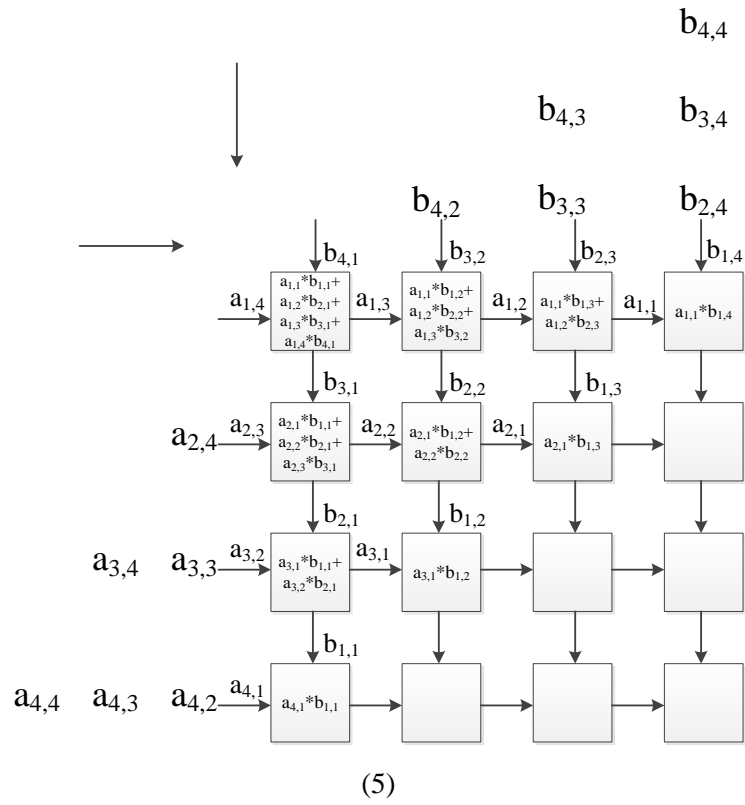 b4,4
b4,3 b3,4
b4,2 b3,3 b2,4
b4,1 b3,2 b2,3 b1,4
a1,4 a1,1*b1,1+ a1,3 a1,1*b1,2+ a1,2 a1,1*b1,3+ a1,1 a1,1*b1,4
a1,2*b2,1+ a1,2*b2,2+ a1,2*b2,3
a1,3*b3,1+ a1,3*b3,2
a1,4*b4,1
b3,1 b2,2 b1,3
a2,4 a2,3 a2,1*b1,1+ a2,2 a2,1*b1,2+ a2,1 a2,1*b1,3
a2,2*b2,1+ a2,2*b2,2
a2,3*b3,1
b2,1 b1,2
a3,4 a3,3 a3,2 a3,1*b1,1+ a3,1 a3,1*b1,2
a3,2*b2,1
b1,1
a4,4 a4,3 a4,2 a4,1 a4,1*b1,1
(5)